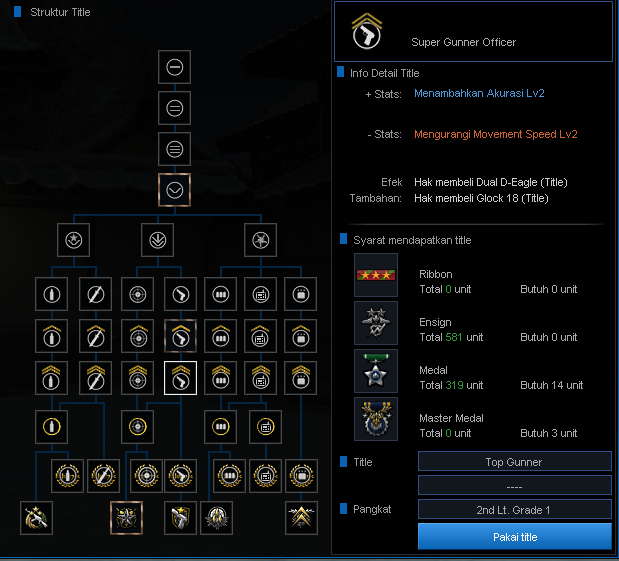 Struktur Title
Super Gunner Officer
Info Detail Title
+ Stats: Menambahkan Akurasi Lv2
- Stats: Mengurangi Movement Speed Lv2
Efek Hak membeli Dual D-Eagle (Title)
Tambahan: Hak membeli Glock 18 (Title)
Syarat mendapatkan title
Ribbon
Total 0 unit Butuh 0 unit
Ensign
Total 581 unit Butuh 0 unit
Medal
Total 319 unit Butuh 14 unit
Master Medal
Total 0 unit Butuh 3 unit
Title Top Gunner
----
Pangkat 2nd Lt. Grade 1
Pakai title